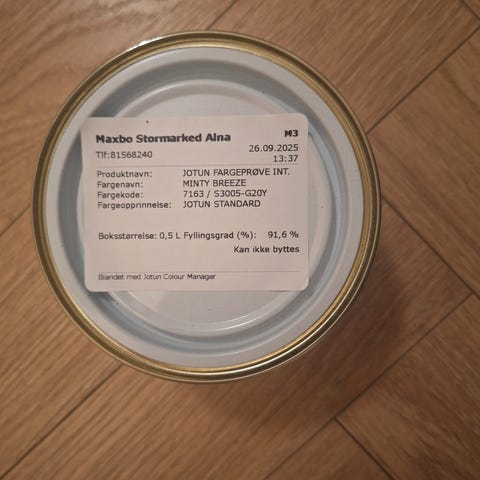 Maxbo Størmarked Alna M3
Tlf:81568240 26.09.2025
13:37
Produktnavn: JOTUN FARGEPRØVE INT.
Fargenavn: MINTY BREEZE
Fargekode: 7163 / S3005-G20Y
Fargeopprinnelse: JOTUN STANDARD
Boksstørrelse: 0,5 L Fyllingsgrad (%): 91,6 %
Kan ikke byttes
Blandet med Jotun Colour Manager